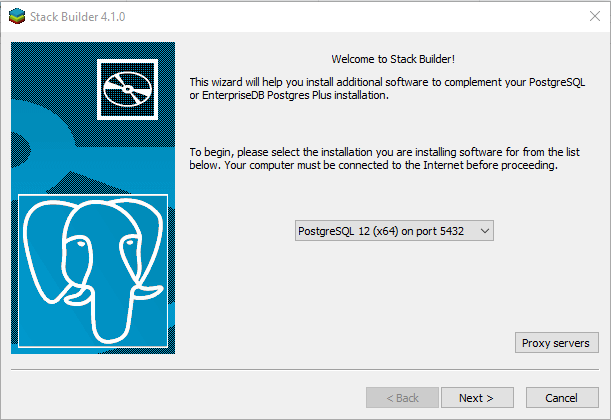 Stack Builder 4.1.0
Welcome to Stack Builder!
This wizard will help you install additional software to complement your PostgreSQL
or EnterpriseDB Postgres Plus installation.
To begin, please select the installation you are installing software for from the list
below. Your computer must be connected to the Internet before proceeding.
PostgreSQL 12 (x64) on port 5432
Proxy servers
< Back
Next >
Cancel